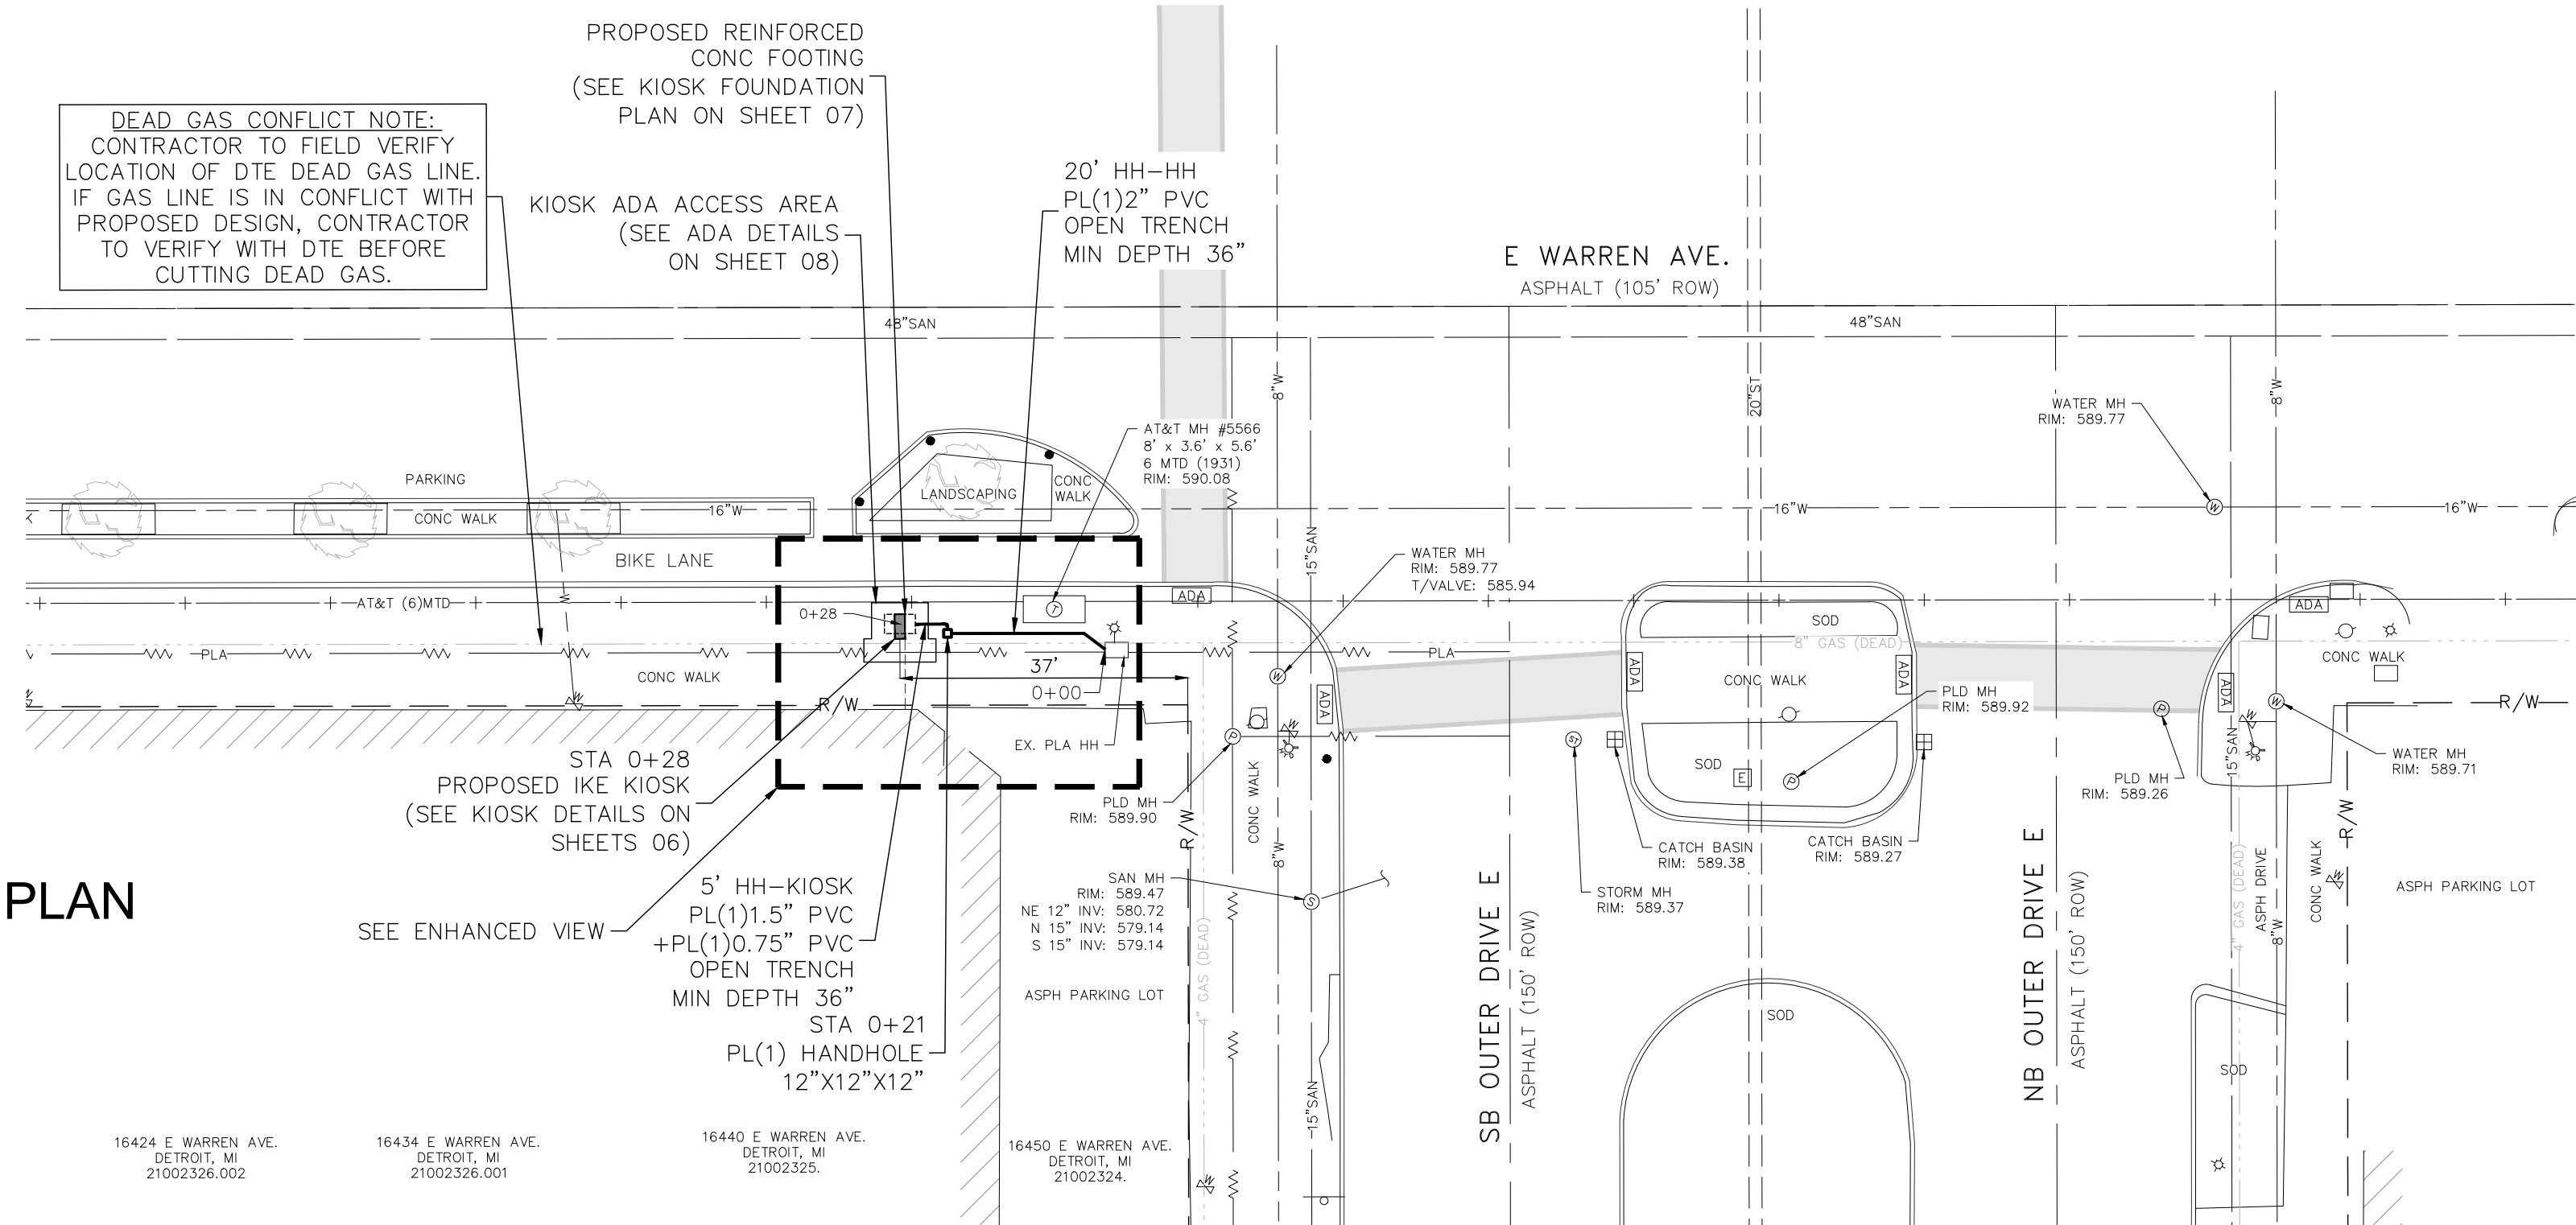 PROPOSED REINFORCED
CONC FOOTING
(SEE KIOSK FOUNDATION
PLAN ON SHEET 07)
DEAD GAS CONFLICT NOTE:
CONTRACTOR TO FIELD VERIFY
LOCATION OF DTE DEAD GAS LINE.
IF GAS LINE IS IN CONFLICT WITH
PROPOSED DESIGN, CONTRACTOR
TO VERIFY WITH DTE BEFORE
CUTTING DEAD GAS.
KIOSK ADA ACCESS AREA
(SEE ADA DETAILS
ON SHEET 08)
20' HH-HH
PL(1)2" PVC
OPEN TRENCH
MIN DEPTH 36"
E WARREN AVE.
ASPHALT (105' ROW)
48"SAN
48"SAN
8"W
20"ST
8"W
WATER MH
RIM: 589.77
AT&T MH #5566
8' x 3.6' x 5.6'
6 MTD (1931)
RIM: 590.08
PARKING
LANDSCAPING
CONC
WALK
K
CONC WALK
16"W
16"W
16"W
15"SAN
BIKE LANE
WATER MH
RIM: 589.77
T/VALVE: 585.94
AT&T (6)MTD
0+28
T
ADA
ADA
SOD
8" GAS (DEAD)
PLA
PLA
W
W
CONC WALK
37'
0+00
R/W
W
W
W
ADA
ADA
CONC WALK
ADA
PLD MH
RIM: 589.92
CONC WALK
ADA
W
W
R/W
P
W
P
ST
SOD
E
P
EX. PLA HH
STA 0+28
PROPOSED IKE KIOSK
(SEE KIOSK DETAILS ON
SHEETS 06)
PLD MH
RIM: 589.90
CONC WALK
R/W
8"W
CATCH BASIN
RIM: 589.38
CATCH BASIN
RIM: 589.27
PLD MH
RIM: 589.26
15"SAN
WATER MH
RIM: 589.71
STORM MH
RIM: 589.37
PLAN
SEE ENHANCED VIEW
5' HH-KIOSK
PL(1)1.5" PVC
+PL(1)0.75" PVC
OPEN TRENCH
MIN DEPTH 36"
SAN MH
RIM: 589.47
NE 12" INV: 580.72
N 15" INV: 579.14
S 15" INV: 579.14
S
ASPH PARKING LOT
4" GAS (DEAD)
SB OUTER DRIVE E
ASPHALT (150' ROW)
NB OUTER DRIVE E
ASPHALT (150' ROW)
4" GAS (DEAD)
ASPH DRIVE
8"W
CONC WALK
R/W
W
ASPH PARKING LOT
STA 0+21
PL(1) HANDHOLE
12"X12"X12"
SOD
SOD
15"SAN
W
16424 E WARREN AVE.
DETROIT, MI
21002326.002
16434 E WARREN AVE.
DETROIT, MI
21002326.001
16440 E WARREN AVE.
DETROIT, MI
21002325.
16450 E WARREN AVE.
DETROIT, MI
21002324.